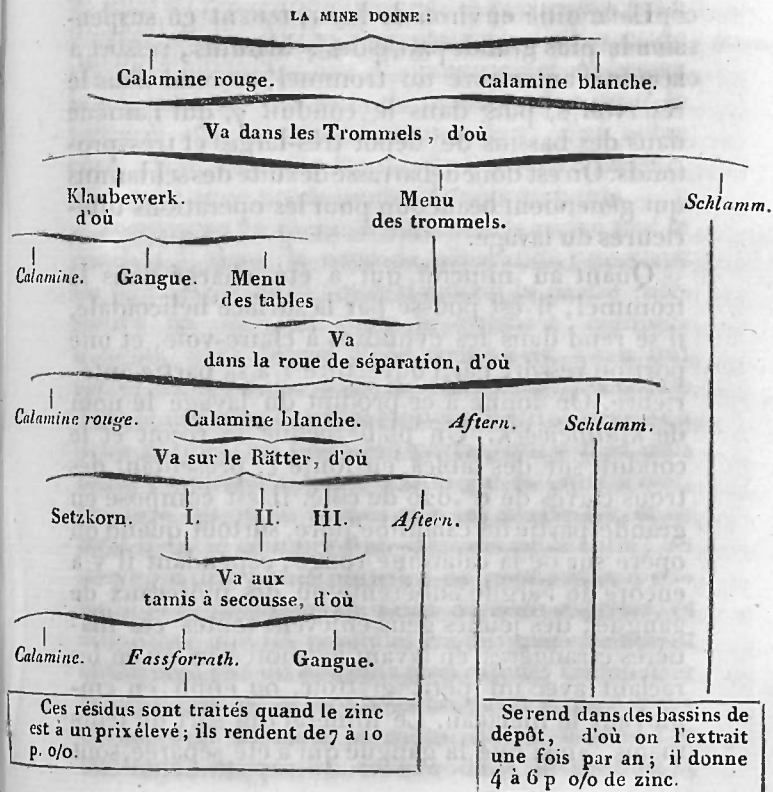 LA MINE DONNE :
Calamine rouge. Calamine blanche.
Va dans les Trommels, d'où
Klaubewerk. Menu Schlamm.
d'où des trommels.
Calamine. Gangue. Menu
des tables
Va
dans la roue de séparation, d'où
Calamine rouge. Calamine blanche. Aftern. Schlamm.
Va sur le Rätter, d'où
Setzkorn. I. II. III. Aftern.
Va aux
tamis à secousse, d'où
Calamine. Fassforrath. Gangue.
Ces résidus sont traités quand le zinc
est à un prix élevé; ils rendent de 7 à 10
p. o/o.
Se rend dans des bassins de
dépôt, d'où on l'extrait
une fois par an; il donne
4 à 6 p o/o de zinc.